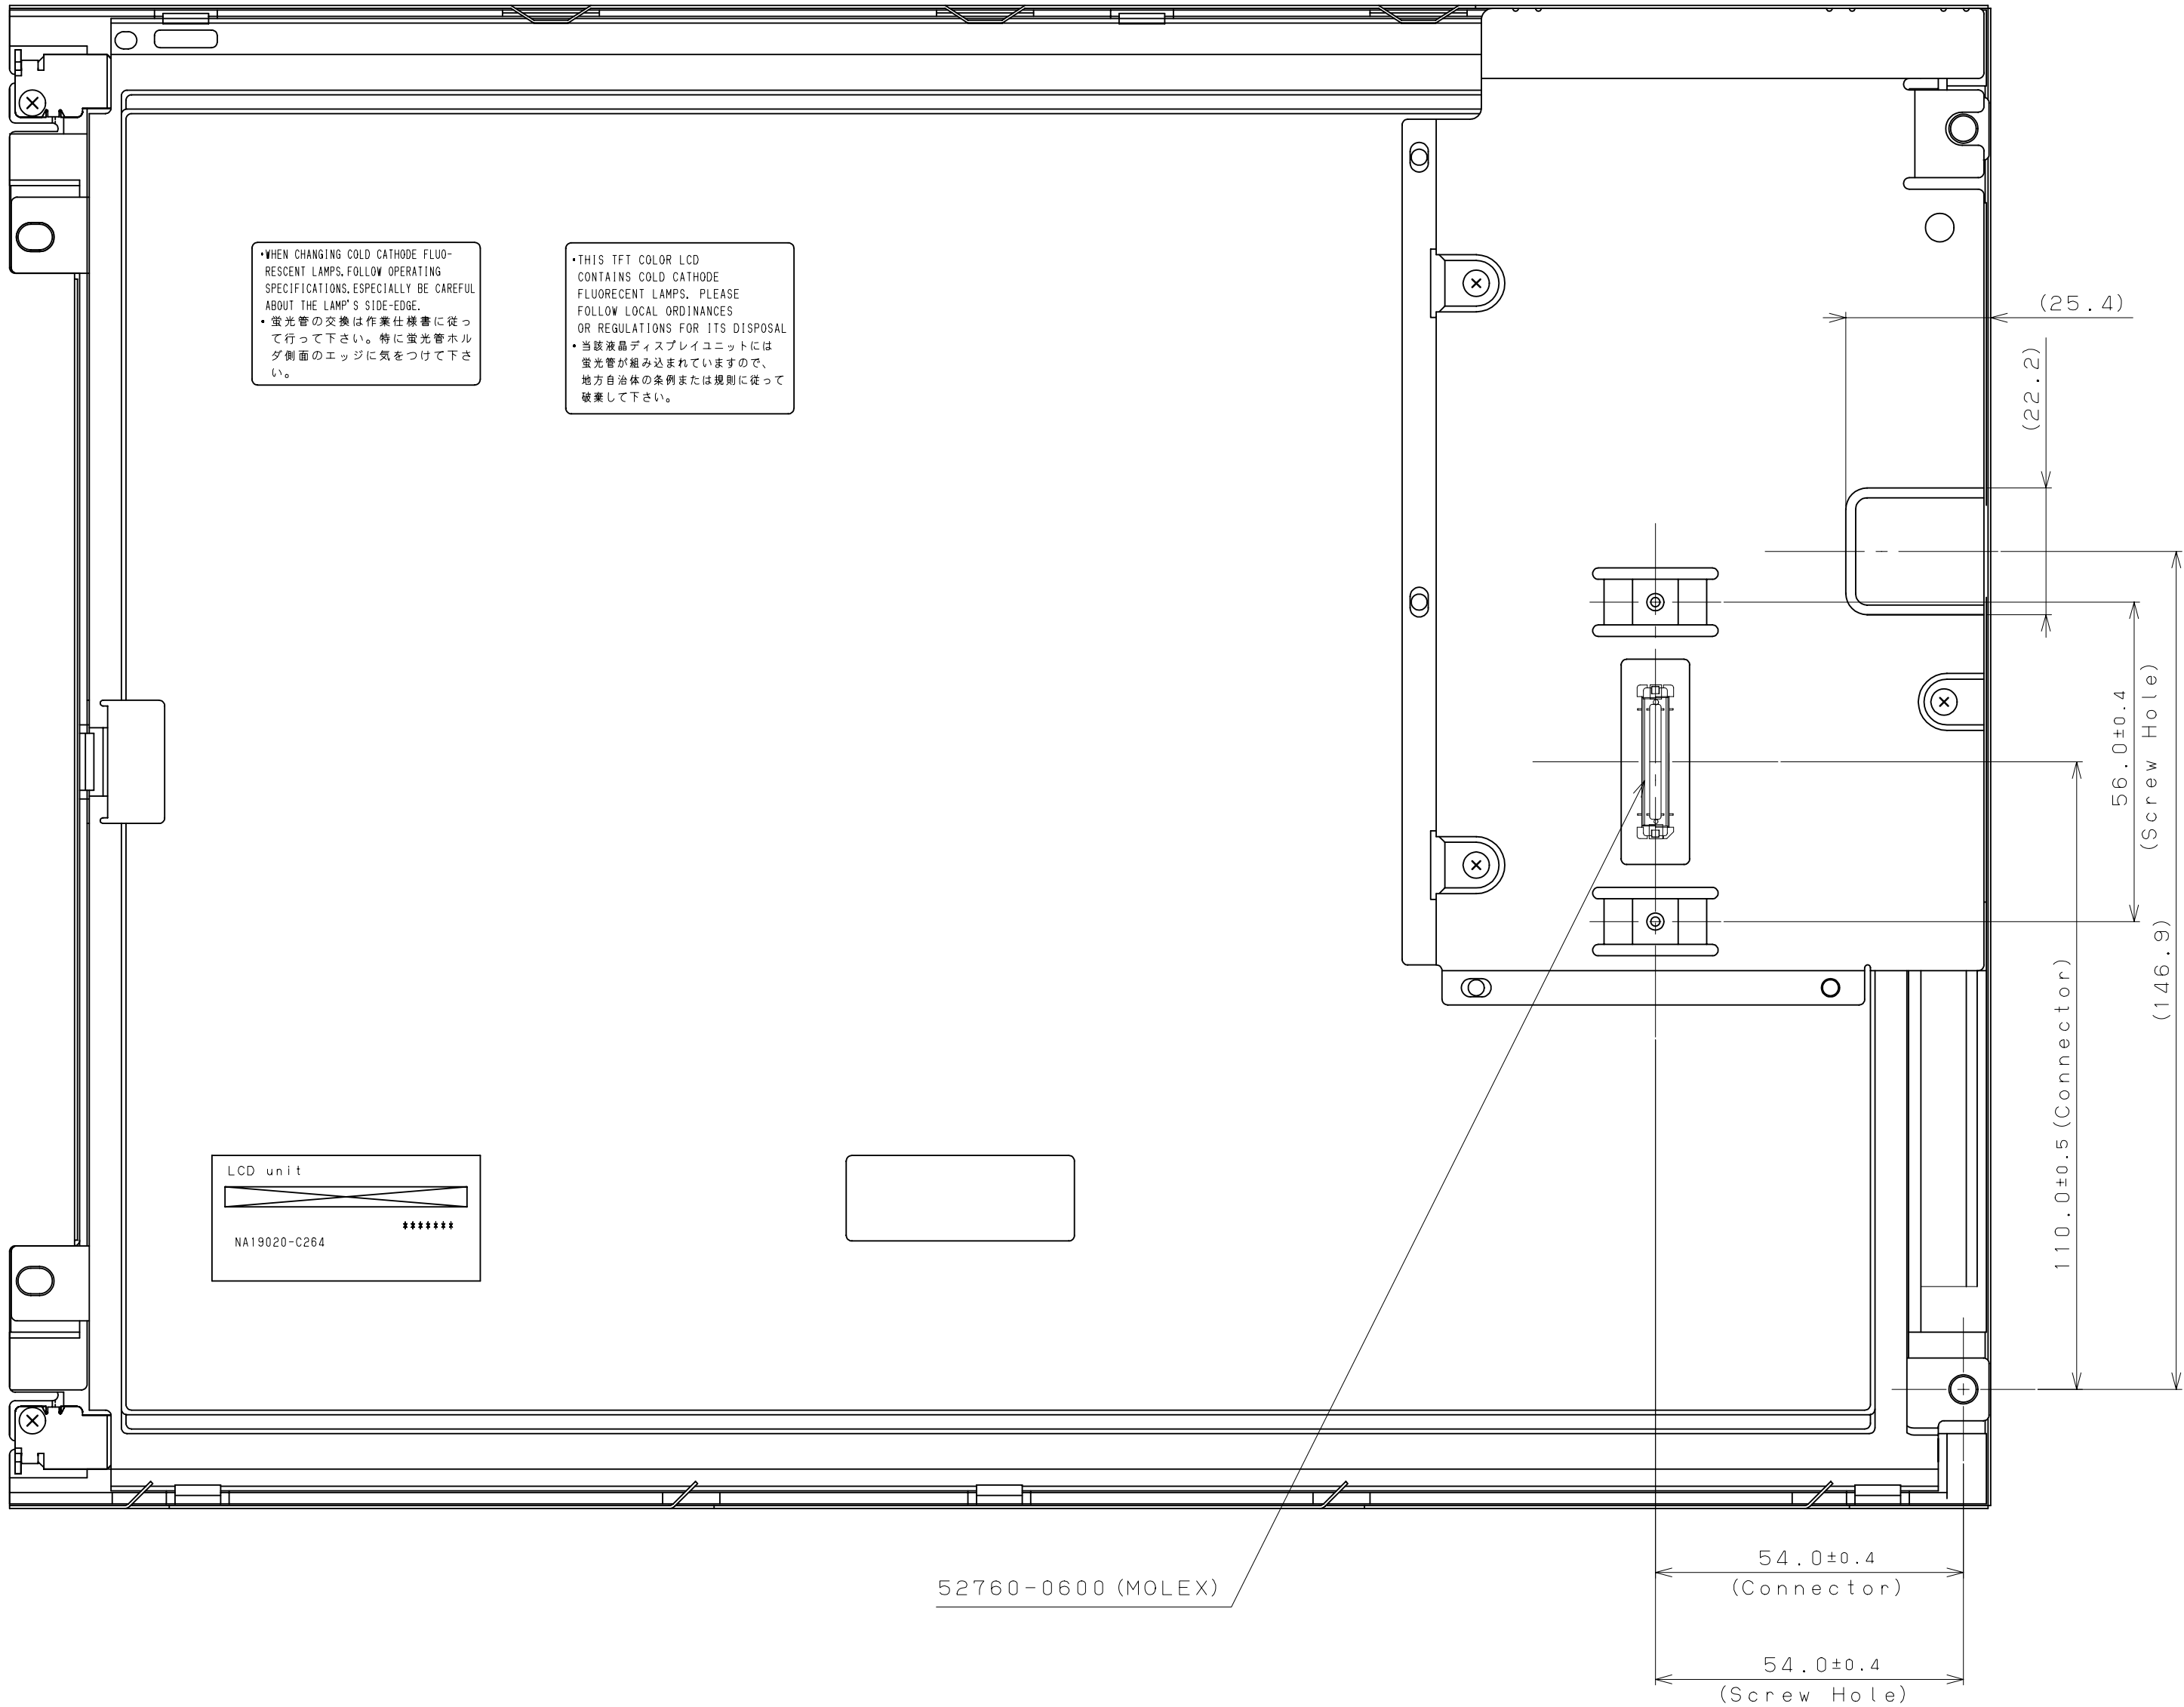 •WHEN CHANGING COLD CATHODE FLUO-
RESCENT LAMPS,FOLLOW OPERATING
SPECIFICATIONS,ESPECIALLY BE CAREFUL
ABOUT THE LAMP'S SIDE-EDGE.
•蛍光管の交換は作業仕様書に従っ
て行って下さい。特に蛍光管ホル
ダ側面のエッジに気をつけて下さ
い。
•THIS TFT COLOR LCD
CONTAINS COLD CATHODE
FLUORECENT LAMPS, PLEASE
FOLLOW LOCAL ORDINANCES
OR REGULATIONS FOR ITS DISPOSAL
•当該液晶ディスプレイユニットには
蛍光管が組み込まれていますので、
地方自治体の条例または規則に従って
破棄して下さい。
(25.4)
(22.2)
56.0±0.4
(Screw Hole)
(146.9)
110.0±0.5(Connector)
LCD unit
*******
NA19020-C264
52760-0600(MOLEX)
54.0±0.4
(Connector)
54.0±0.4
(Screw Hole)